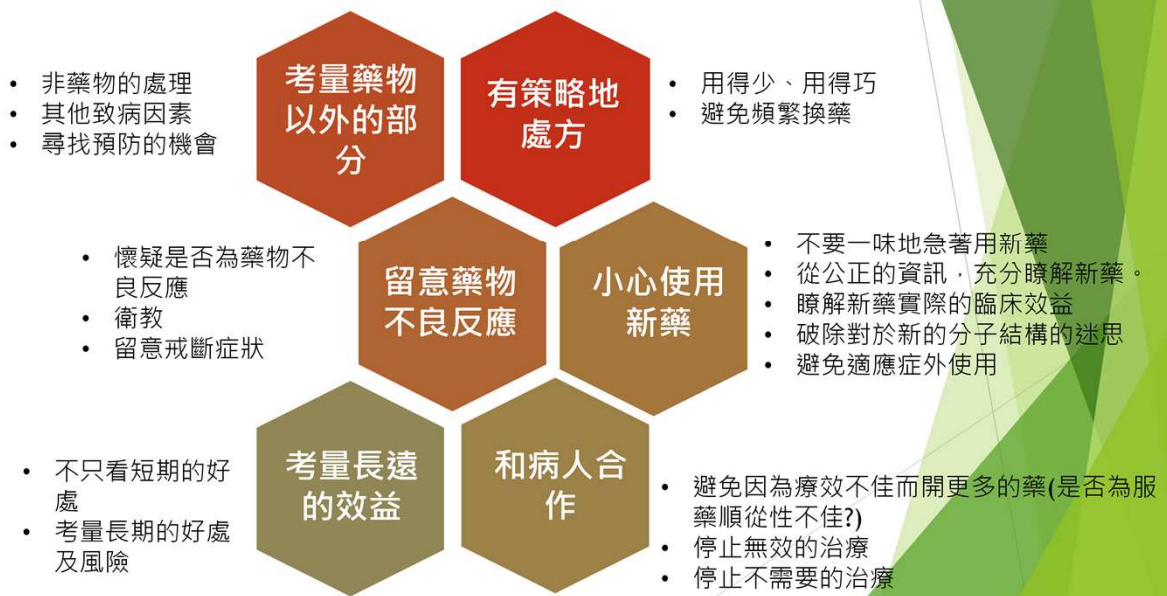 • 非藥物的處理
• 其他致病因素
• 尋找預防的機會
考量藥物
以外的部
分
有策略地
處方
• 用得少、用得巧
• 避免頻繁換藥
• 懷疑是否為藥物不
良反應
• 衛教
• 留意戒斷症狀
留意藥物
不良反應
小心使用
新藥
• 不要一味地急著用新藥
• 從公正的資訊，充分瞭解新藥。
• 瞭解新藥實際的臨床效益
• 破除對於新的分子結構的迷思
• 避免適應症外使用
• 不只看短期的好
處
• 考量長期的好處
及風險
考量長遠
的效益
和病人合
作
• 避免因為療效不佳而開更多的藥(是否為服
藥順從性不佳?)
• 停止無效的治療
• 停止不需要的治療